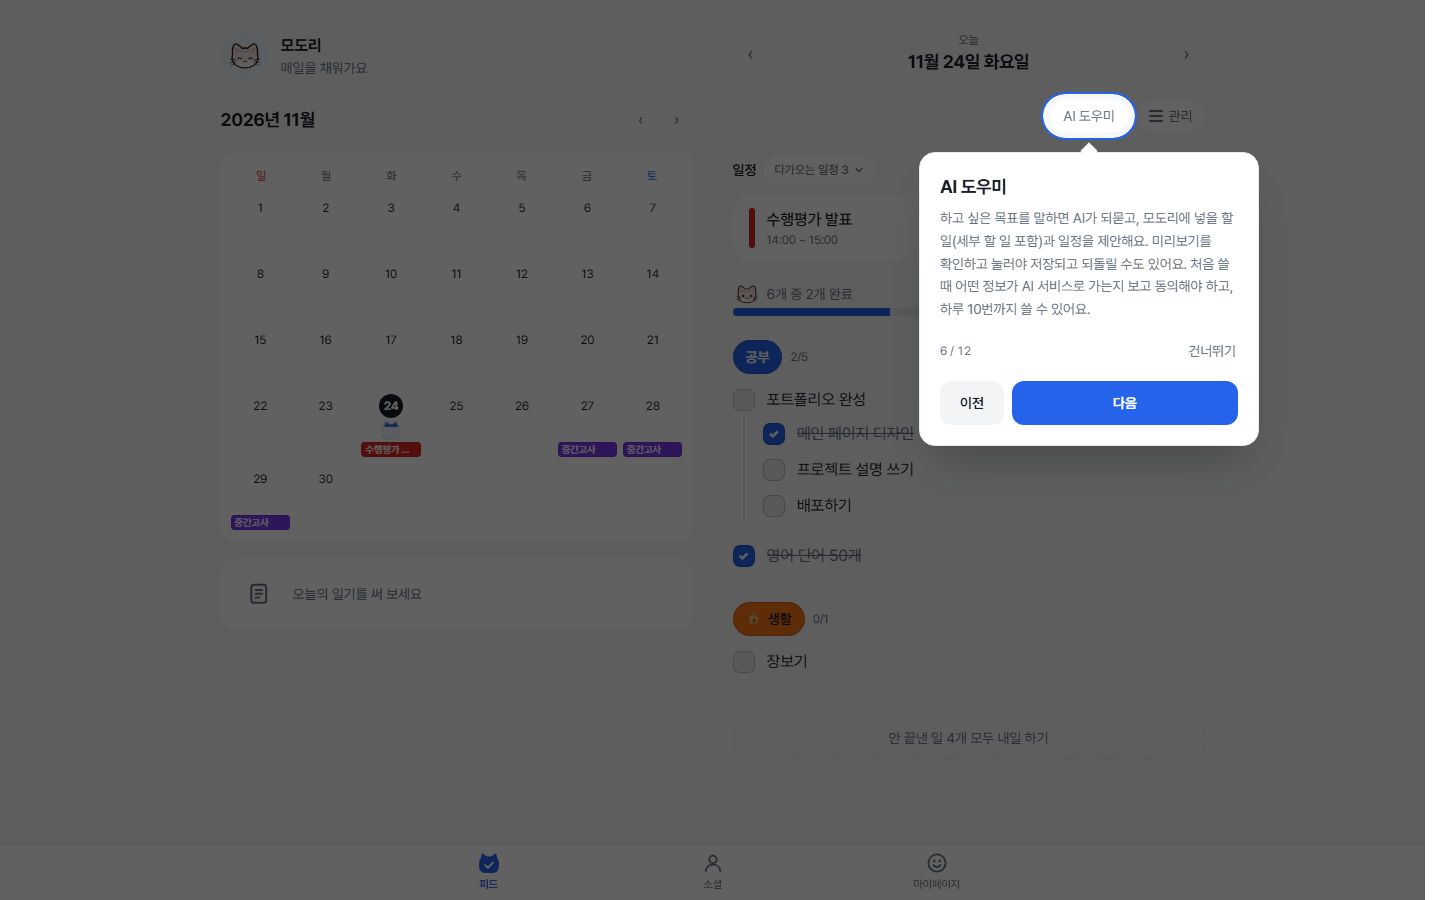 모도리
매일을 채워가요
2026년 11월
‹ ›
일 월 화 수 목 금 토
1 2 3 4 5 6 7
8 9 10 11 12 13 14
15 16 17 18 19 20 21
22 23 24 25 26 27 28
수행평가 ... 중간고사 중간고사
29 30
중간고사
오늘의 일기를 써 보세요
오늘
‹ 11월 24일 화요일 ›
AI 도우미 관리
일정 다가오는 일정 3
수행평가 발표
14:00 – 15:00
6개 중 2개 완료
공부 2/5
포트폴리오 완성
메인 페이지 디자인
프로젝트 설명 쓰기
배포하기
영어 단어 50개
생활 0/1
장보기
안 끝낸 일 4개 모두 내일 하기
AI 도우미
하고 싶은 목표를 말하면 AI가 되묻고, 모도리에 넣을 할
일(세부 할 일 포함)과 일정을 제안해요. 미리보기를
확인하고 눌러야 저장되고 되돌릴 수도 있어요. 처음 쓸
때 어떤 정보가 AI 서비스로 가는지 보고 동의해야 하고,
하루 10번까지 쓸 수 있어요.
6 / 12 건너뛰기
이전 다음
피드 소셜 마이페이지